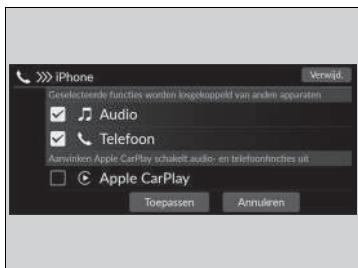 iPhone
Verwijd.
Geselecteerde functies worden losgekoppeld van andere apparaten
Audio
Telefoon
Aanvinken Apple CarPlay schakelt audio- en telefoonfincties uit
Apple CarPlay
Toepassen
Annuleren